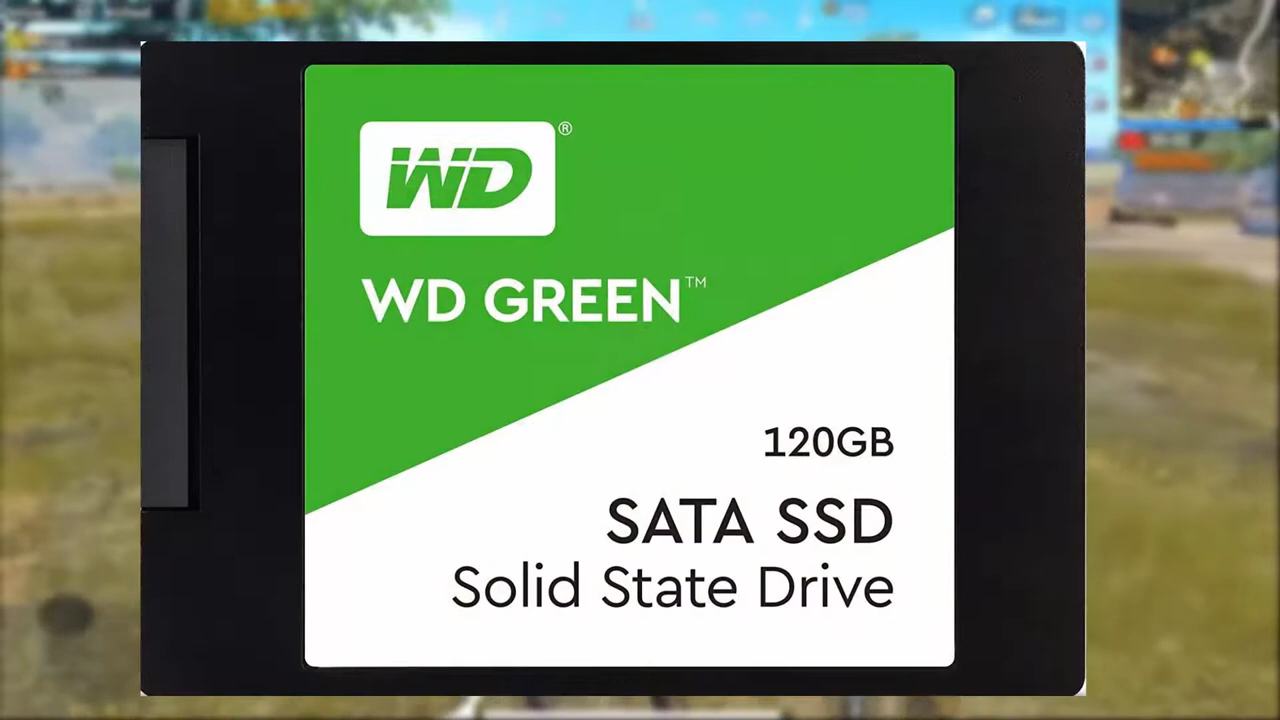 WD®
WD GREEN™
120GB
SATA SSD
Solid State Drive